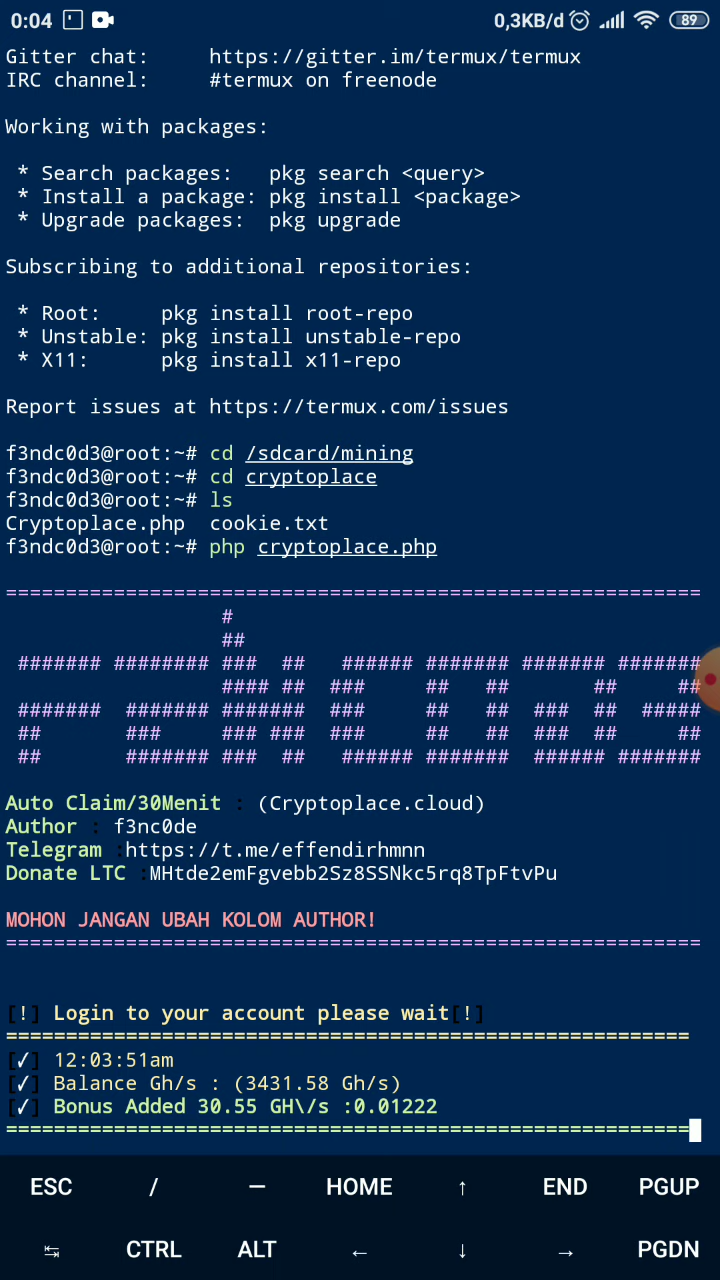 0:04 0,3KB/d 89
Gitter chat: https://gitter.im/termux/termux
IRC channel: #termux on freenode
Working with packages:
* Search packages: pkg search <query>
* Install a package: pkg install <package>
* Upgrade packages: pkg upgrade
Subscribing to additional repositories:
* Root: pkg install root-repo
* Unstable: pkg install unstable-repo
* X11: pkg install x11-repo
Report issues at https://termux.com/issues
f3ndc0d3@root:~# cd /sdcard/mining
f3ndc0d3@root:~# cd cryptoplace
f3ndc0d3@root:~# ls
Cryptoplace.php cookie.txt
f3ndc0d3@root:~# php cryptoplace.php
==========================================================
#
##
####### ######## ### ## ###### ####### ####### #######
#### ## ### ## ## ## ##
####### ####### ####### ### ## ## ### ## #####
## ### ### ### ### ## ## ### ## ##
## ####### ### ## ###### ####### ###### #######
Auto Claim/30Menit : (Cryptoplace.cloud)
Author : f3nc0de
Telegram :https://t.me/effendirhmnn
Donate LTC :MHtde2emFgvebb2Sz8SSNkc5rq8TpFtvPu
MOHON JANGAN UBAH KOLOM AUTHOR!
==========================================================
[!] Login to your account please wait[!]
=========================================================
[✓] 12:03:51am
[✓] Balance Gh/s : (3431.58 Gh/s)
[✓] Bonus Added 30.55 GH\/s :0.01222
=========================================================
ESC / — HOME ↑ END PGUP
↹ CTRL ALT ← ↓ → PGDN